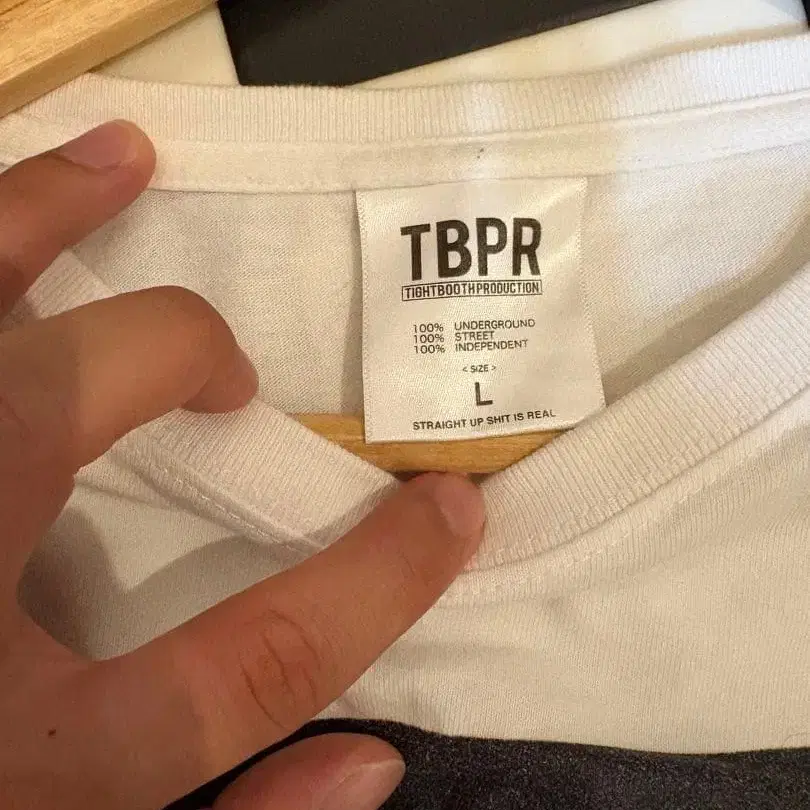 TBPR
TIGHTBOOTHPRODUCTION
100% UNDERGROUND
100% STREET
100% INDEPENDENT
< SIZE >
L
STRAIGHT UP SHIT IS REAL